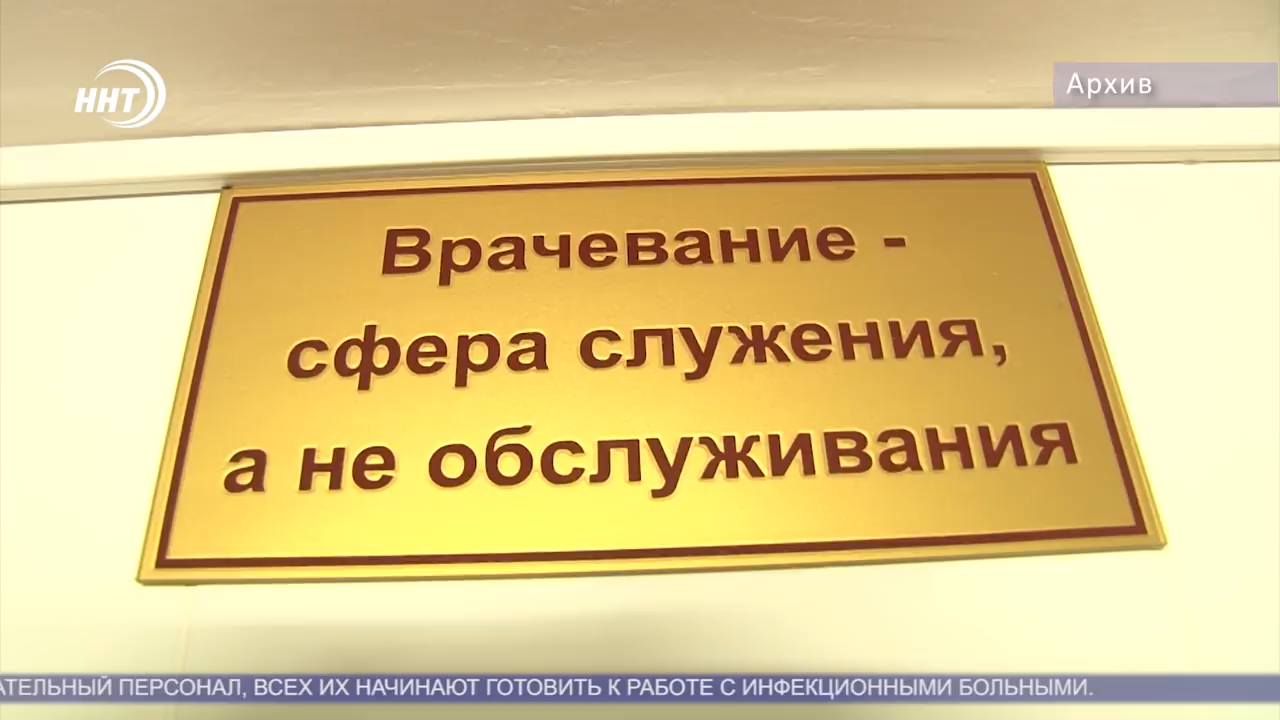 ННТ
Архив
Врачевание -
сфера служения,
а не обслуживания
АТЕЛЬНЫЙ ПЕРСОНАЛ, ВСЕХ ИХ НАЧИНАЮТ ГОТОВИТЬ К РАБОТЕ С ИНФЕКЦИОННЫМИ БОЛЬНЫМИ.